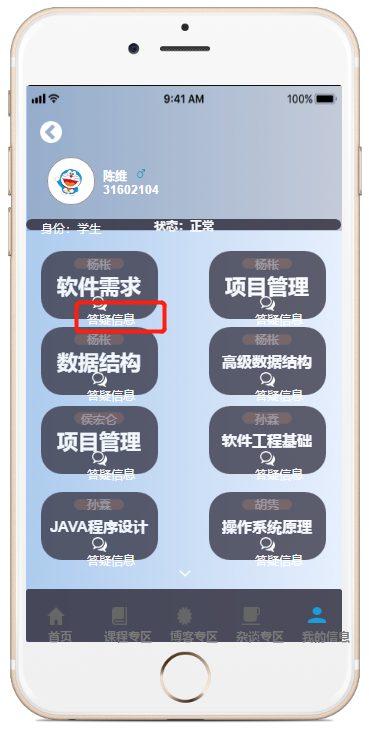 9:41 AM 100%
陈维 ♂
31602104
身份：学生 状态：正常
杨枨
软件需求
答疑信息
杨枨
项目管理
答疑信息
杨枨
数据结构
答疑信息
杨枨
高级数据结构
答疑信息
侯宏仑
项目管理
答疑信息
孙霖
软件工程基础
答疑信息
孙霖
JAVA程序设计
答疑信息
胡隽
操作系统原理
答疑信息
首页 课程专区 博客专区 杂谈专区 我的信息